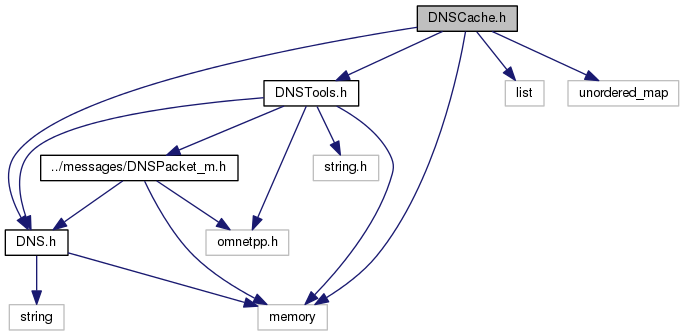 DNSCache.h
DNSTools.h
list
unordered_map
../messages/DNSPacket_m.h
string.h
DNS.h
omnetpp.h
string
memory